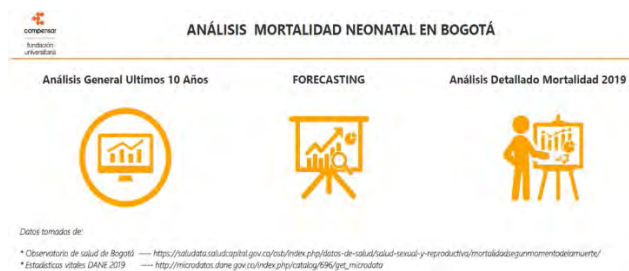 compensar
fundación
universitaria
ANÁLISIS MORTALIDAD NEONATAL EN BOGOTÁ
Análisis General Ultimos 10 Años
FORECASTING
Análisis Detallado Mortalidad 2019
Datos tomados de:
* Observatorio de salud de Bogotá ---- https://saludata.saludcapital.gov.co/osb/index.php/datos-de-salud/salud-sexual-y-reproductiva/mortalidadsegunmomentodelamuerte/
* Estadísticas vitales DANE 2019 ---- http://microdatos.dane.gov.co/index.php/catalog/696/get_microdata